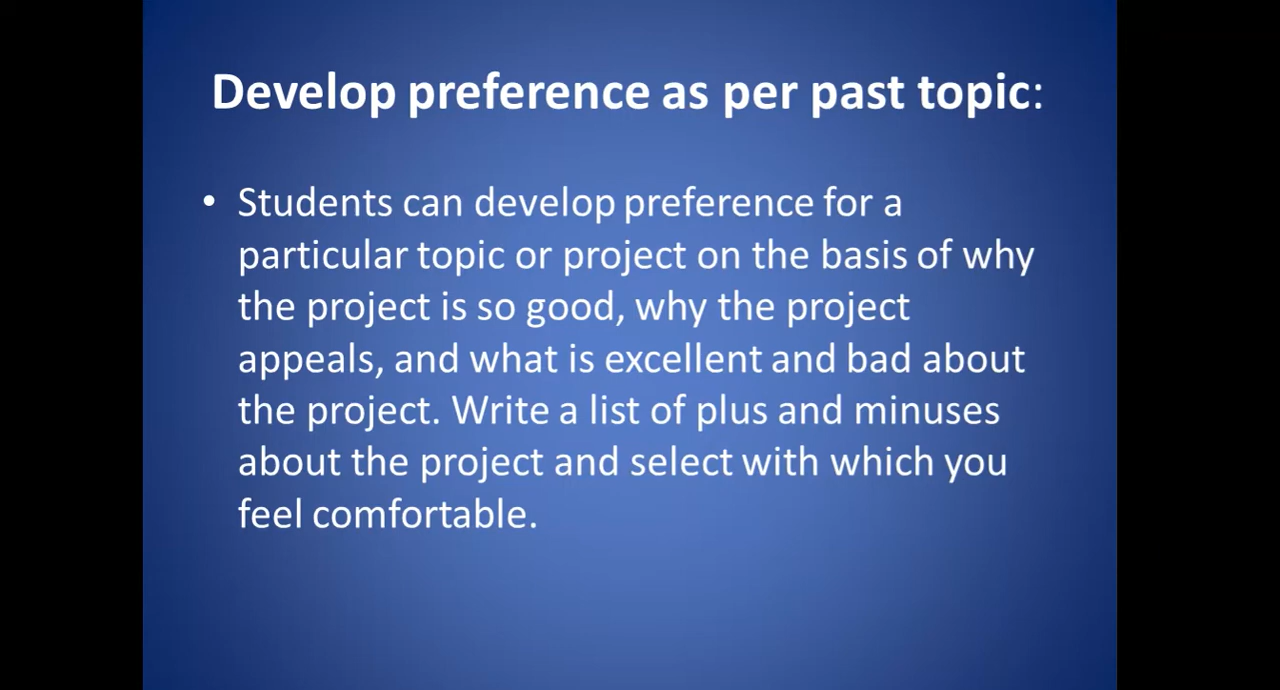 Develop preference as per past topic:
• Students can develop preference for a
particular topic or project on the basis of why
the project is so good, why the project
appeals, and what is excellent and bad about
the project. Write a list of plus and minuses
about the project and select with which you
feel comfortable.